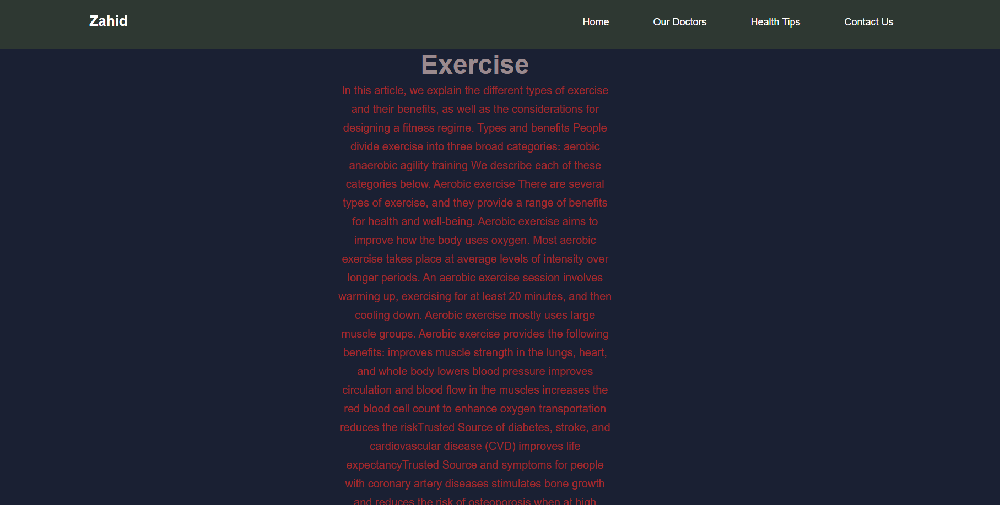 Zahid
Home
Our Doctors
Health Tips
Contact Us
Exercise
In this article, we explain the different types of exercise
and their benefits, as well as the considerations for
designing a fitness regime. Types and benefits People
divide exercise into three broad categories: aerobic
anaerobic agility training We describe each of these
categories below. Aerobic exercise There are several
types of exercise, and they provide a range of benefits
for health and well-being. Aerobic exercise aims to
improve how the body uses oxygen. Most aerobic
exercise takes place at average levels of intensity over
longer periods. An aerobic exercise session involves
warming up, exercising for at least 20 minutes, and then
cooling down. Aerobic exercise mostly uses large
muscle groups. Aerobic exercise provides the following
benefits: improves muscle strength in the lungs, heart,
and whole body lowers blood pressure improves
circulation and blood flow in the muscles increases the
red blood cell count to enhance oxygen transportation
reduces the riskTrusted Source of diabetes, stroke, and
cardiovascular disease (CVD) improves life
expectancyTrusted Source and symptoms for people
with coronary artery diseases stimulates bone growth
and reduces the risk of osteoporosis when at high